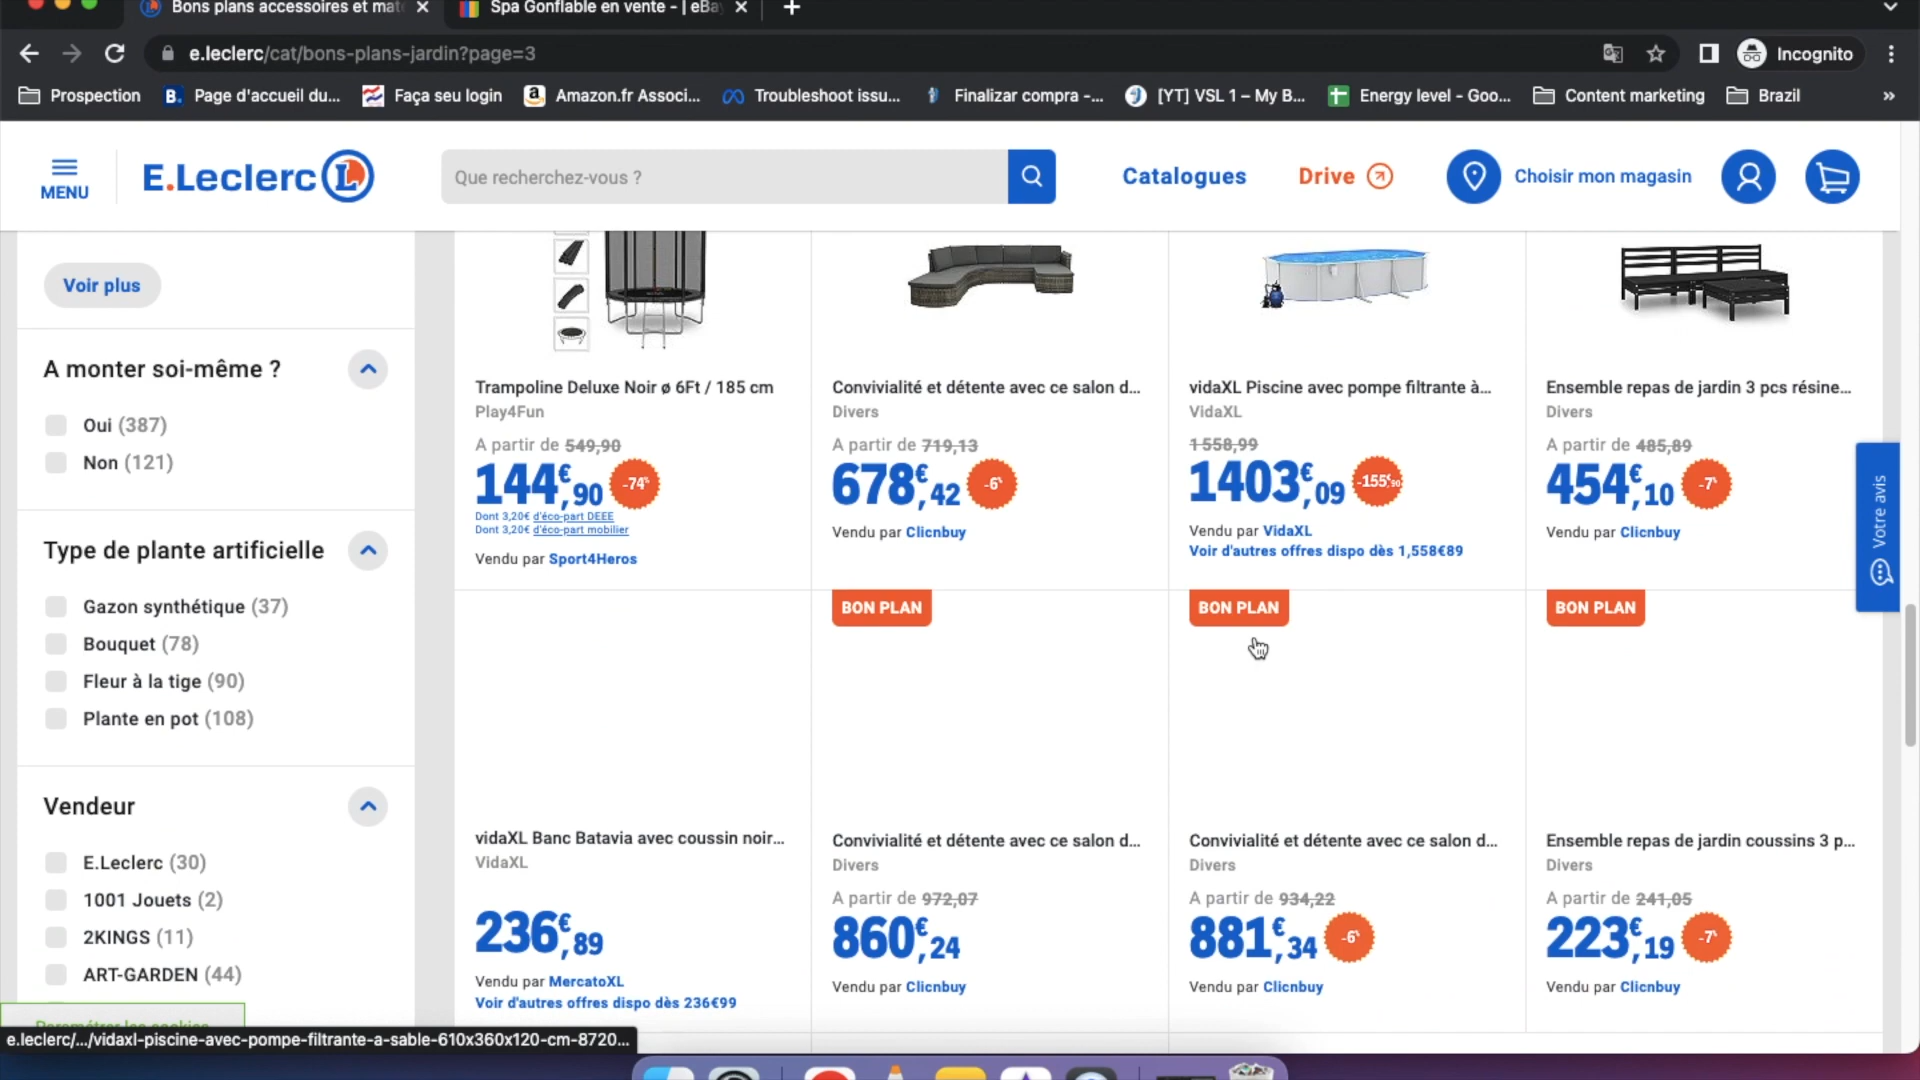 Bons plans accessoires et mat
Spa Gonflable en vente - | eBay
e.leclerc/cat/bons-plans-jardin?page=3
Incognito
Prospection
Page d'accueil du...
Faça seu login
Amazon.fr Associ...
Troubleshoot issu...
Finalizar compra -...
[YT] VSL 1 – My B...
Energy level - Goo...
Content marketing
Brazil
»
MENU
E.Leclerc L
Que recherchez-vous ?
Catalogues
Drive
Choisir mon magasin
Voir plus
A monter soi-même ?
Oui (387)
Non (121)
Type de plante artificielle
Gazon synthétique (37)
Bouquet (78)
Fleur à la tige (90)
Plante en pot (108)
Vendeur
E.Leclerc (30)
1001 Jouets (2)
2KINGS (11)
ART-GARDEN (44)
Paramétrer les cookies
Trampoline Deluxe Noir ø 6Ft / 185 cm
Play4Fun
A partir de 549,90
144€,90 -74%
Dont 3,20€ d'éco-part DEEE
Dont 3,20€ d'éco-part mobilier
Vendu par Sport4Heros
Convivialité et détente avec ce salon d...
Divers
A partir de 719,13
678€,42 -6%
Vendu par Clicnbuy
vidaXL Piscine avec pompe filtrante à...
VidaXL
1 558,99
1403€,09 -155€,90
Vendu par VidaXL
Voir d'autres offres dispo dès 1,558€89
Ensemble repas de jardin 3 pcs résine...
Divers
A partir de 485,89
454€,10 -7%
Vendu par Clicnbuy
vidaXL Banc Batavia avec coussin noir...
VidaXL
236€,89
Vendu par MercatoXL
Voir d'autres offres dispo dès 236€99
BON PLAN
Convivialité et détente avec ce salon d...
Divers
A partir de 972,07
860€,24
Vendu par Clicnbuy
BON PLAN
Convivialité et détente avec ce salon d...
Divers
A partir de 934,22
881€,34 -6%
Vendu par Clicnbuy
BON PLAN
Ensemble repas de jardin coussins 3 p...
Divers
A partir de 241,05
223€,19 -7%
Vendu par Clicnbuy
Votre avis
e.leclerc/.../vidaxl-piscine-avec-pompe-filtrante-a-sable-610x360x120-cm-8720...